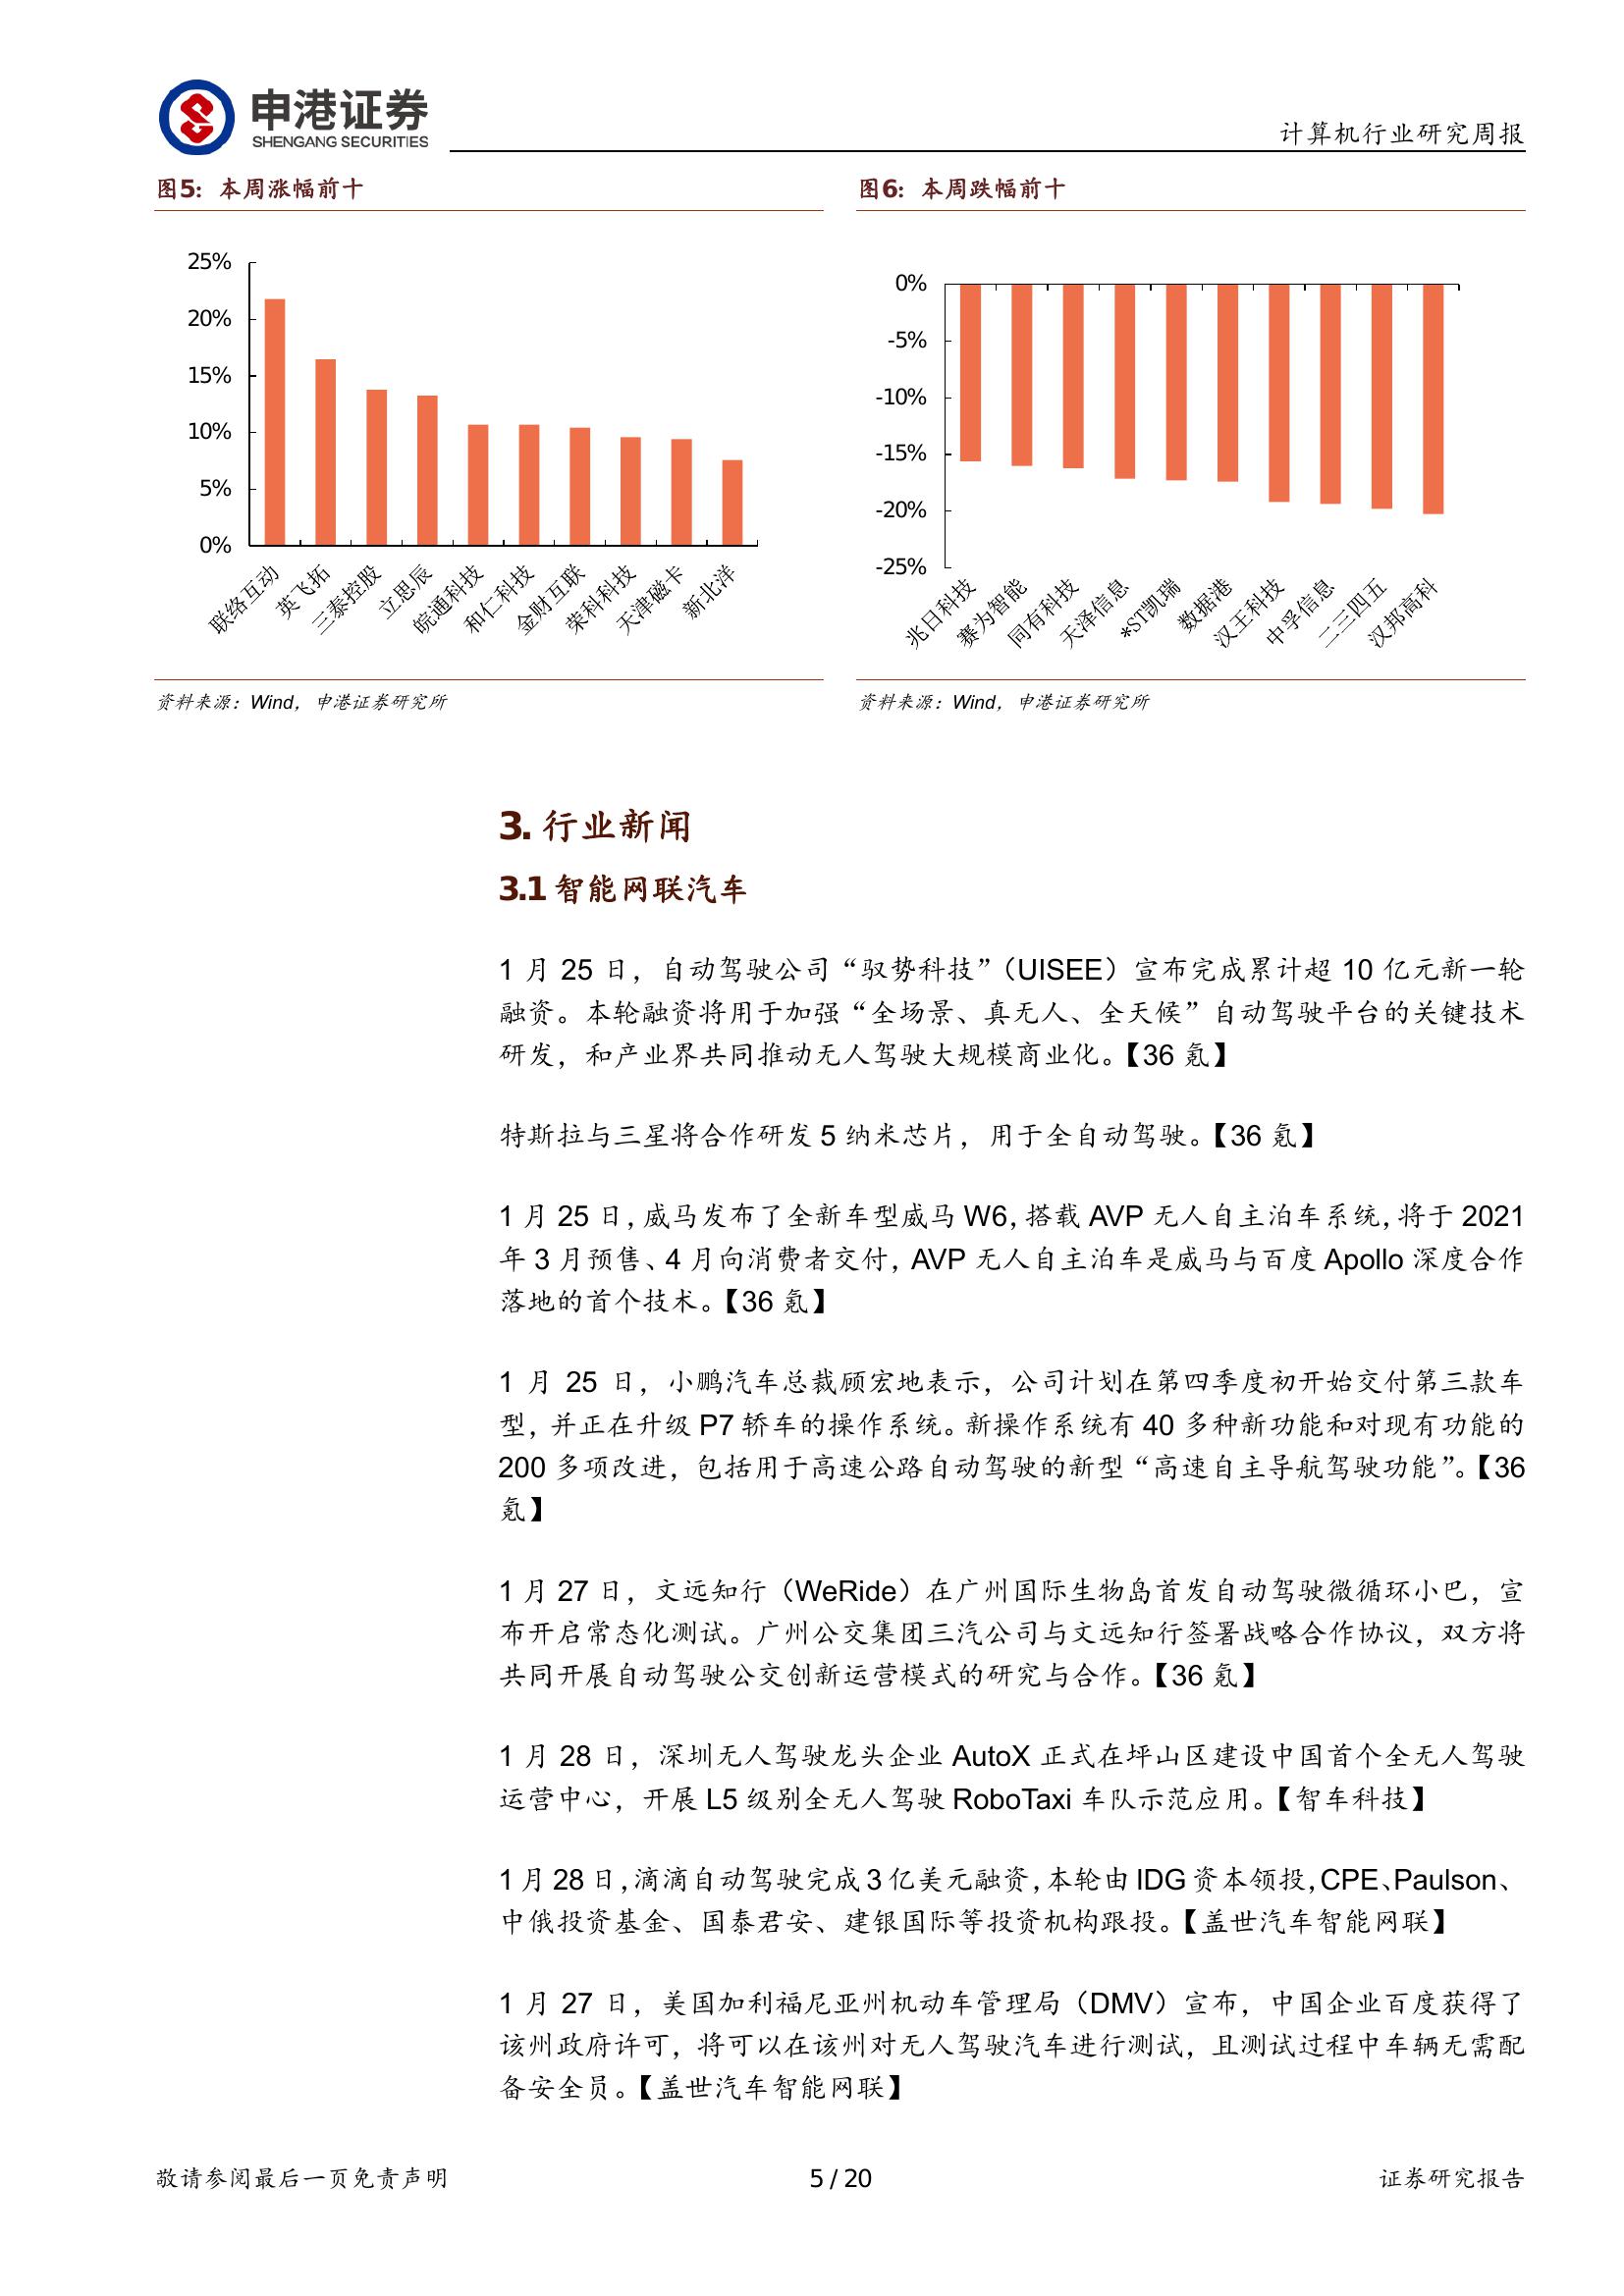 申港证券
SHENGANG SECURITIES
计算机行业研究周报
图5：本周涨幅前十
25%
20%
15%
10%
5%
0%
联络互动
英飞拓
三泰控股
立思辰
皖通科技
和仁科技
金财互联
荣科科技
天津磁卡
新北洋
资料来源：Wind，申港证券研究所
图6：本周跌幅前十
0%
-5%
-10%
-15%
-20%
-25%
兆日科技
赛为智能
同有科技
天泽信息
*ST凯瑞
数据港
汉王科技
中孚信息
二三四五
汉邦高科
资料来源：Wind，申港证券研究所
3. 行业新闻
3.1 智能网联汽车
1 月 25 日，自动驾驶公司“驭势科技”（UISEE）宣布完成累计超 10 亿元新一轮
融资。本轮融资将用于加强“全场景、真无人、全天候”自动驾驶平台的关键技术
研发，和产业界共同推动无人驾驶大规模商业化。【36 氪】
特斯拉与三星将合作研发 5 纳米芯片，用于全自动驾驶。【36 氪】
1 月 25 日，威马发布了全新车型威马 W6，搭载 AVP 无人自主泊车系统，将于 2021
年 3 月预售、4 月向消费者交付，AVP 无人自主泊车是威马与百度 Apollo 深度合作
落地的首个技术。【36 氪】
1 月 25 日，小鹏汽车总裁顾宏地表示，公司计划在第四季度初开始交付第三款车
型，并正在升级 P7 轿车的操作系统。新操作系统有 40 多种新功能和对现有功能的
200 多项改进，包括用于高速公路自动驾驶的新型“高速自主导航驾驶功能”。【36
氪】
1 月 27 日，文远知行（WeRide）在广州国际生物岛首发自动驾驶微循环小巴，宣
布开启常态化测试。广州公交集团三汽公司与文远知行签署战略合作协议，双方将
共同开展自动驾驶公交创新运营模式的研究与合作。【36 氪】
1 月 28 日，深圳无人驾驶龙头企业 AutoX 正式在坪山区建设中国首个全无人驾驶
运营中心，开展 L5 级别全无人驾驶 RoboTaxi 车队示范应用。【智车科技】
1 月 28 日，滴滴自动驾驶完成 3 亿美元融资，本轮由 IDG 资本领投，CPE、Paulson、
中俄投资基金、国泰君安、建银国际等投资机构跟投。【盖世汽车智能网联】
1 月 27 日，美国加利福尼亚州机动车管理局（DMV）宣布，中国企业百度获得了
该州政府许可，将可以在该州对无人驾驶汽车进行测试，且测试过程中车辆无需配
备安全员。【盖世汽车智能网联】
敬请参阅最后一页免责声明
5 / 20
证券研究报告